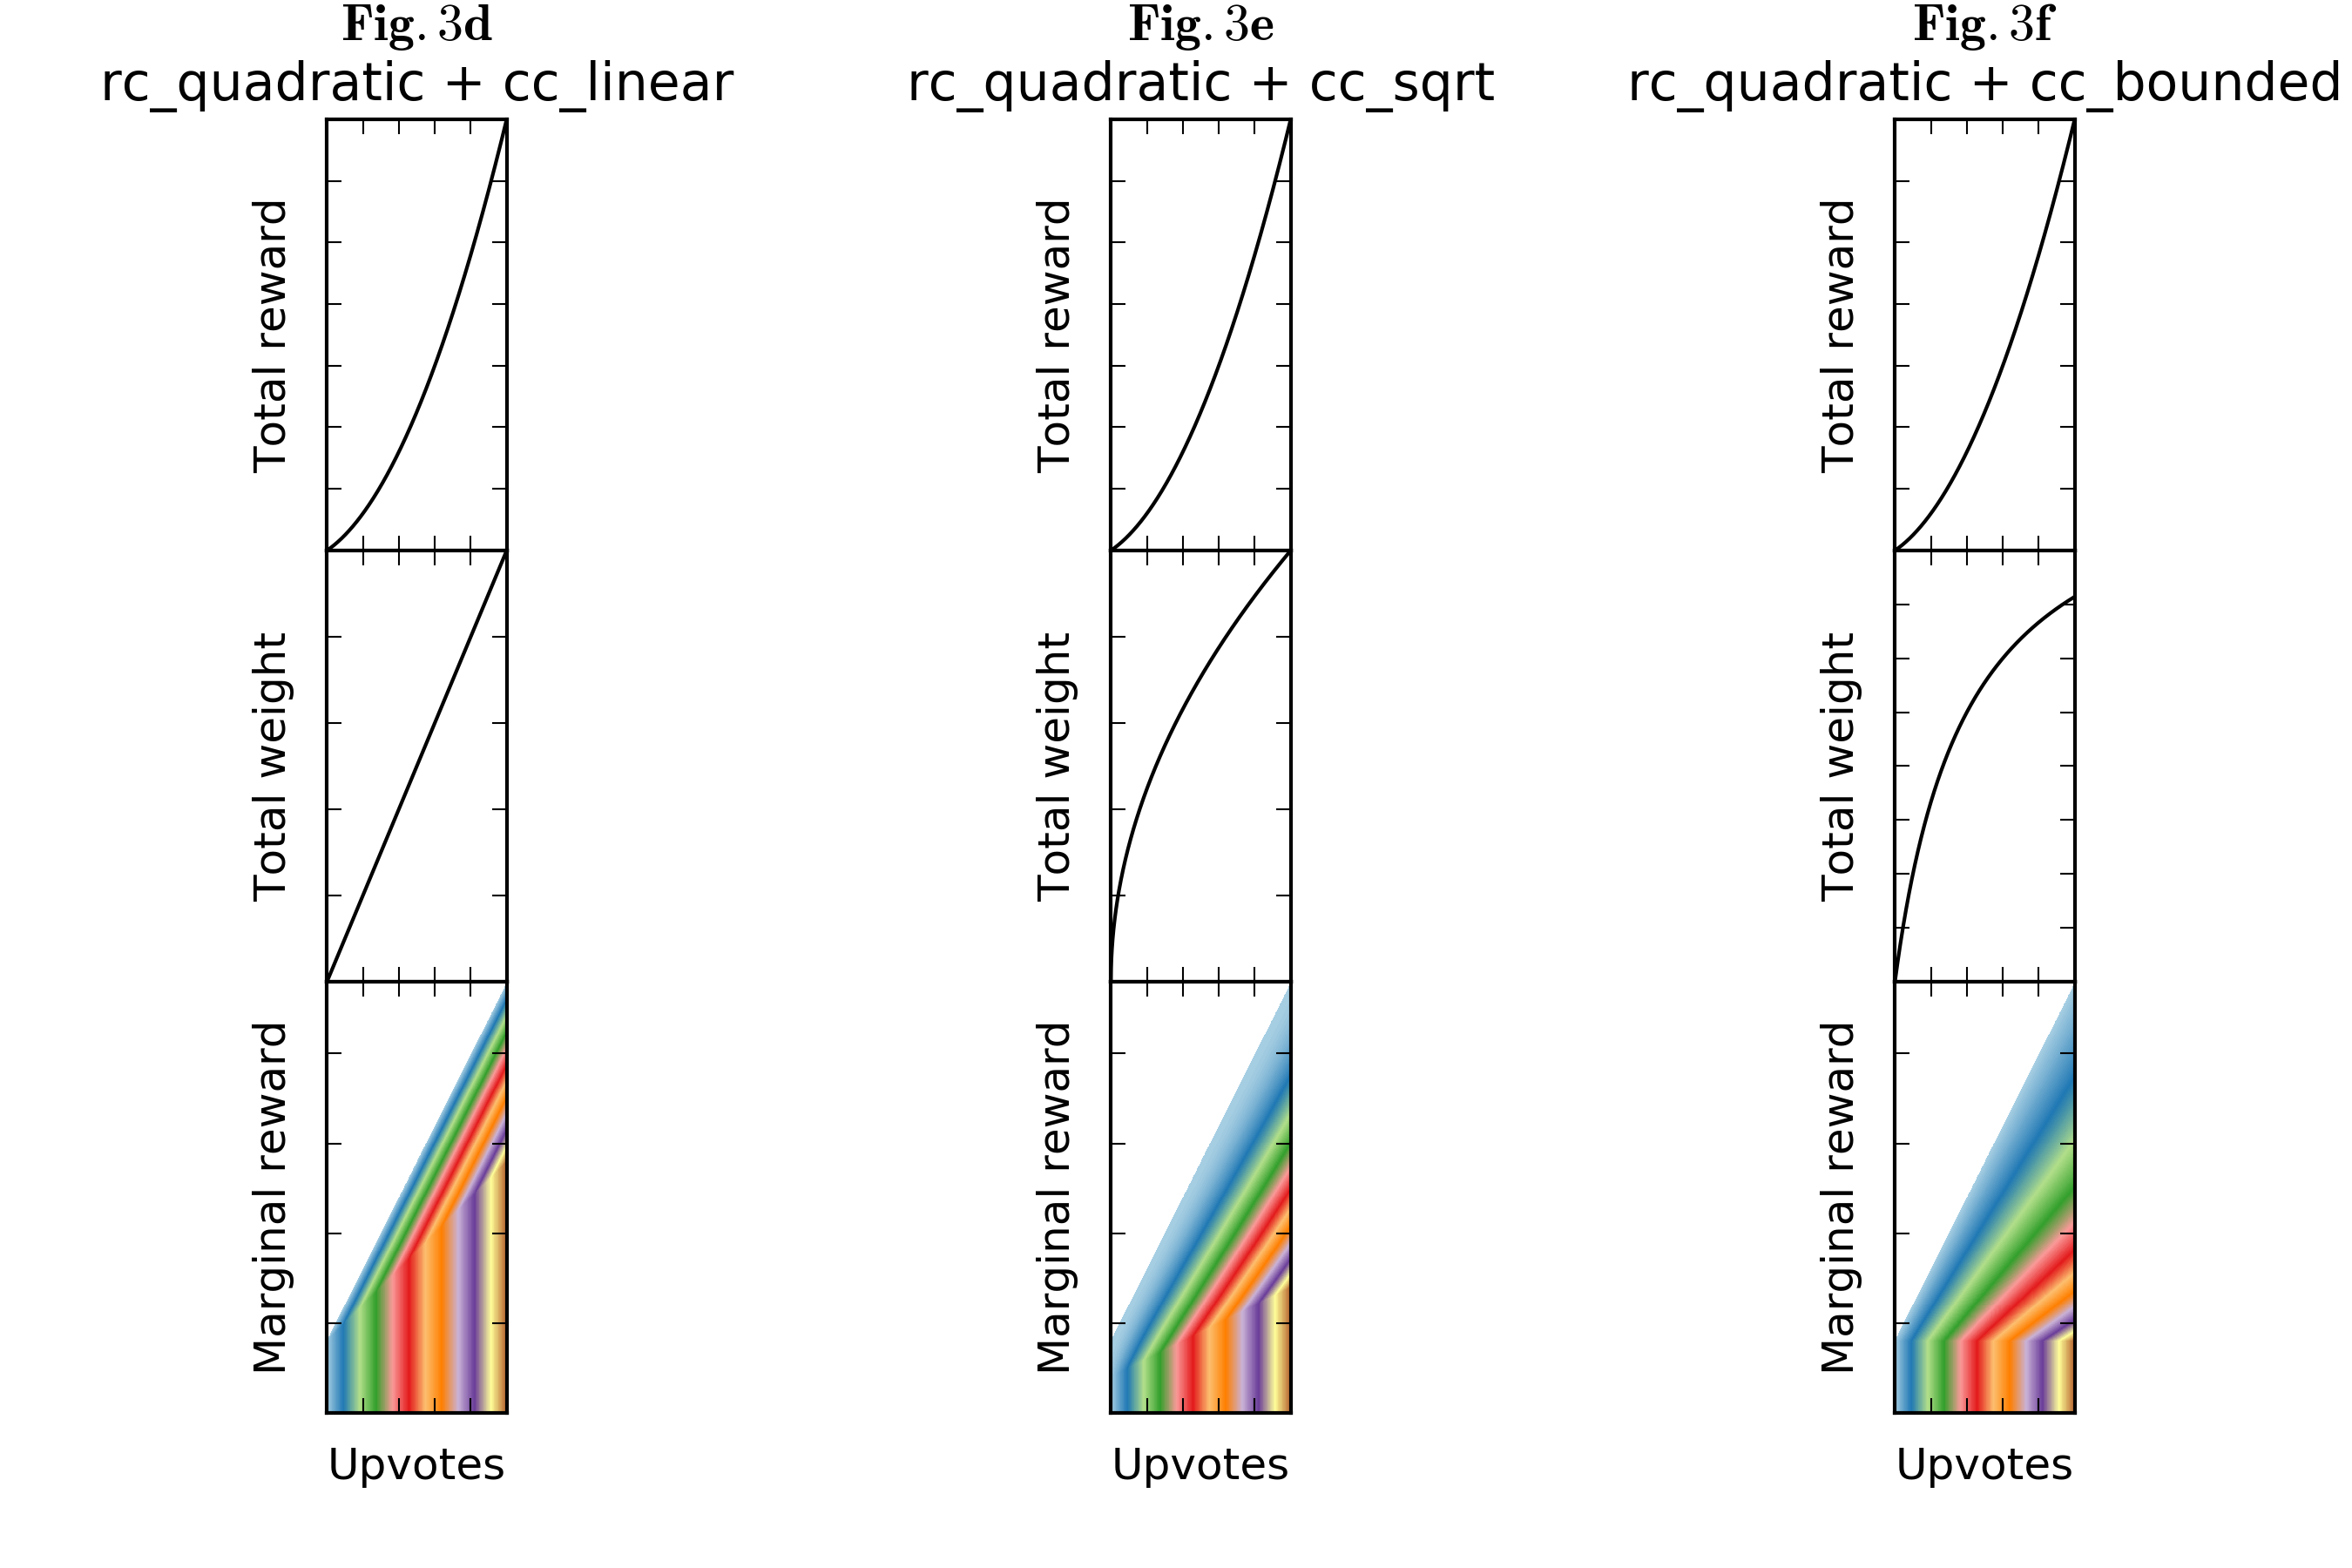 Fig. 3d
rc_quadratic + cc_linear
Total reward
Total weight
Marginal reward
Upvotes
Fig. 3e
rc_quadratic + cc_sqrt
Total reward
Total weight
Marginal reward
Upvotes
Fig. 3f
rc_quadratic + cc_bounded
Total reward
Total weight
Marginal reward
Upvotes